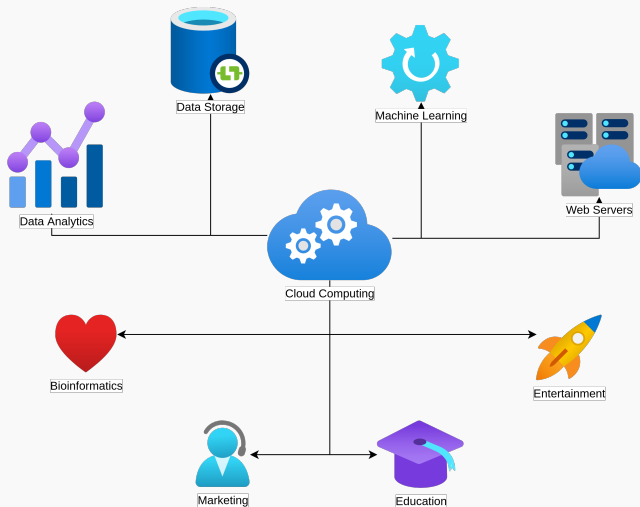 Data Storage
Machine Learning
Data Analytics
Web Servers
Cloud Computing
Bioinformatics
Entertainment
Marketing
Education